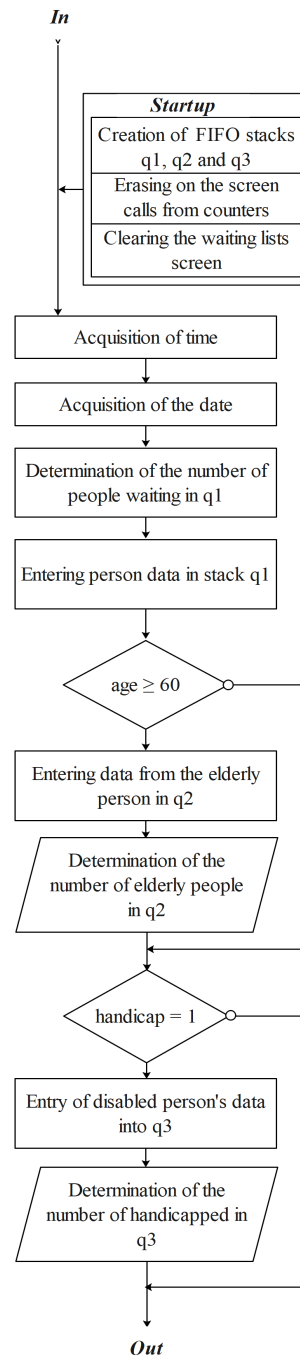 In
Startup
Creation of FIFO stacks
q1, q2 and q3
Erasing on the screen
calls from counters
Clearing the waiting lists
screen
Acquisition of time
Acquisition of the date
Determination of the number of
people waiting in q1
Entering person data in stack q1
age ≥ 60
Entering data from the elderly
person in q2
Determination of the
number of elderly people
in q2
handicap = 1
Entry of disabled person's data
into q3
Determination of the
number of handicapped in
q3
Out